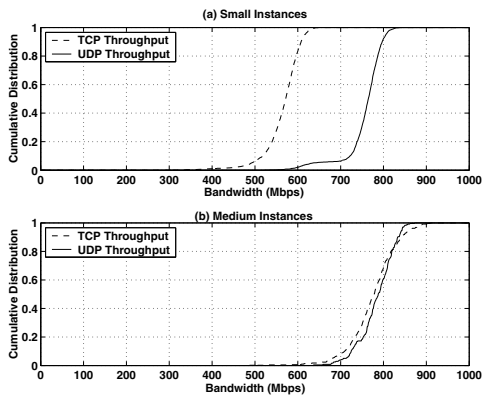 (a) Small Instances
TCP Throughput
UDP Throughput
Cumulative Distribution
1
0.8
0.6
0.4
0.2
0
0 100 200 300 400 500 600 700 800 900 1000
Bandwidth (Mbps)
(b) Medium Instances
TCP Throughput
UDP Throughput
Cumulative Distribution
1
0.8
0.6
0.4
0.2
0
0 100 200 300 400 500 600 700 800 900 1000
Bandwidth (Mbps)